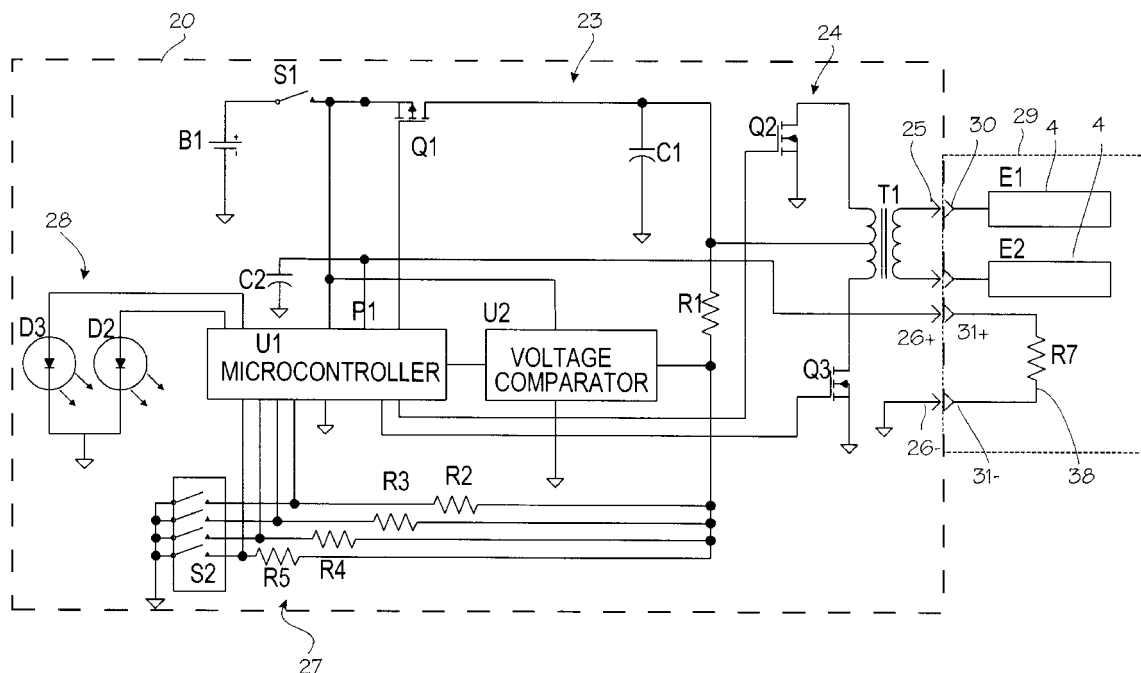 20
23
24
S1
B1
Q1
C1
Q2
25
30
29
4
4
T1
E1
E2
28
C2
P1
R1
D3
D2
U1
MICROCONTROLLER
U2
VOLTAGE
COMPARATOR
Q3
26+
31+
R7
26-
31-
38
R3
R2
S2
R5
R4
27